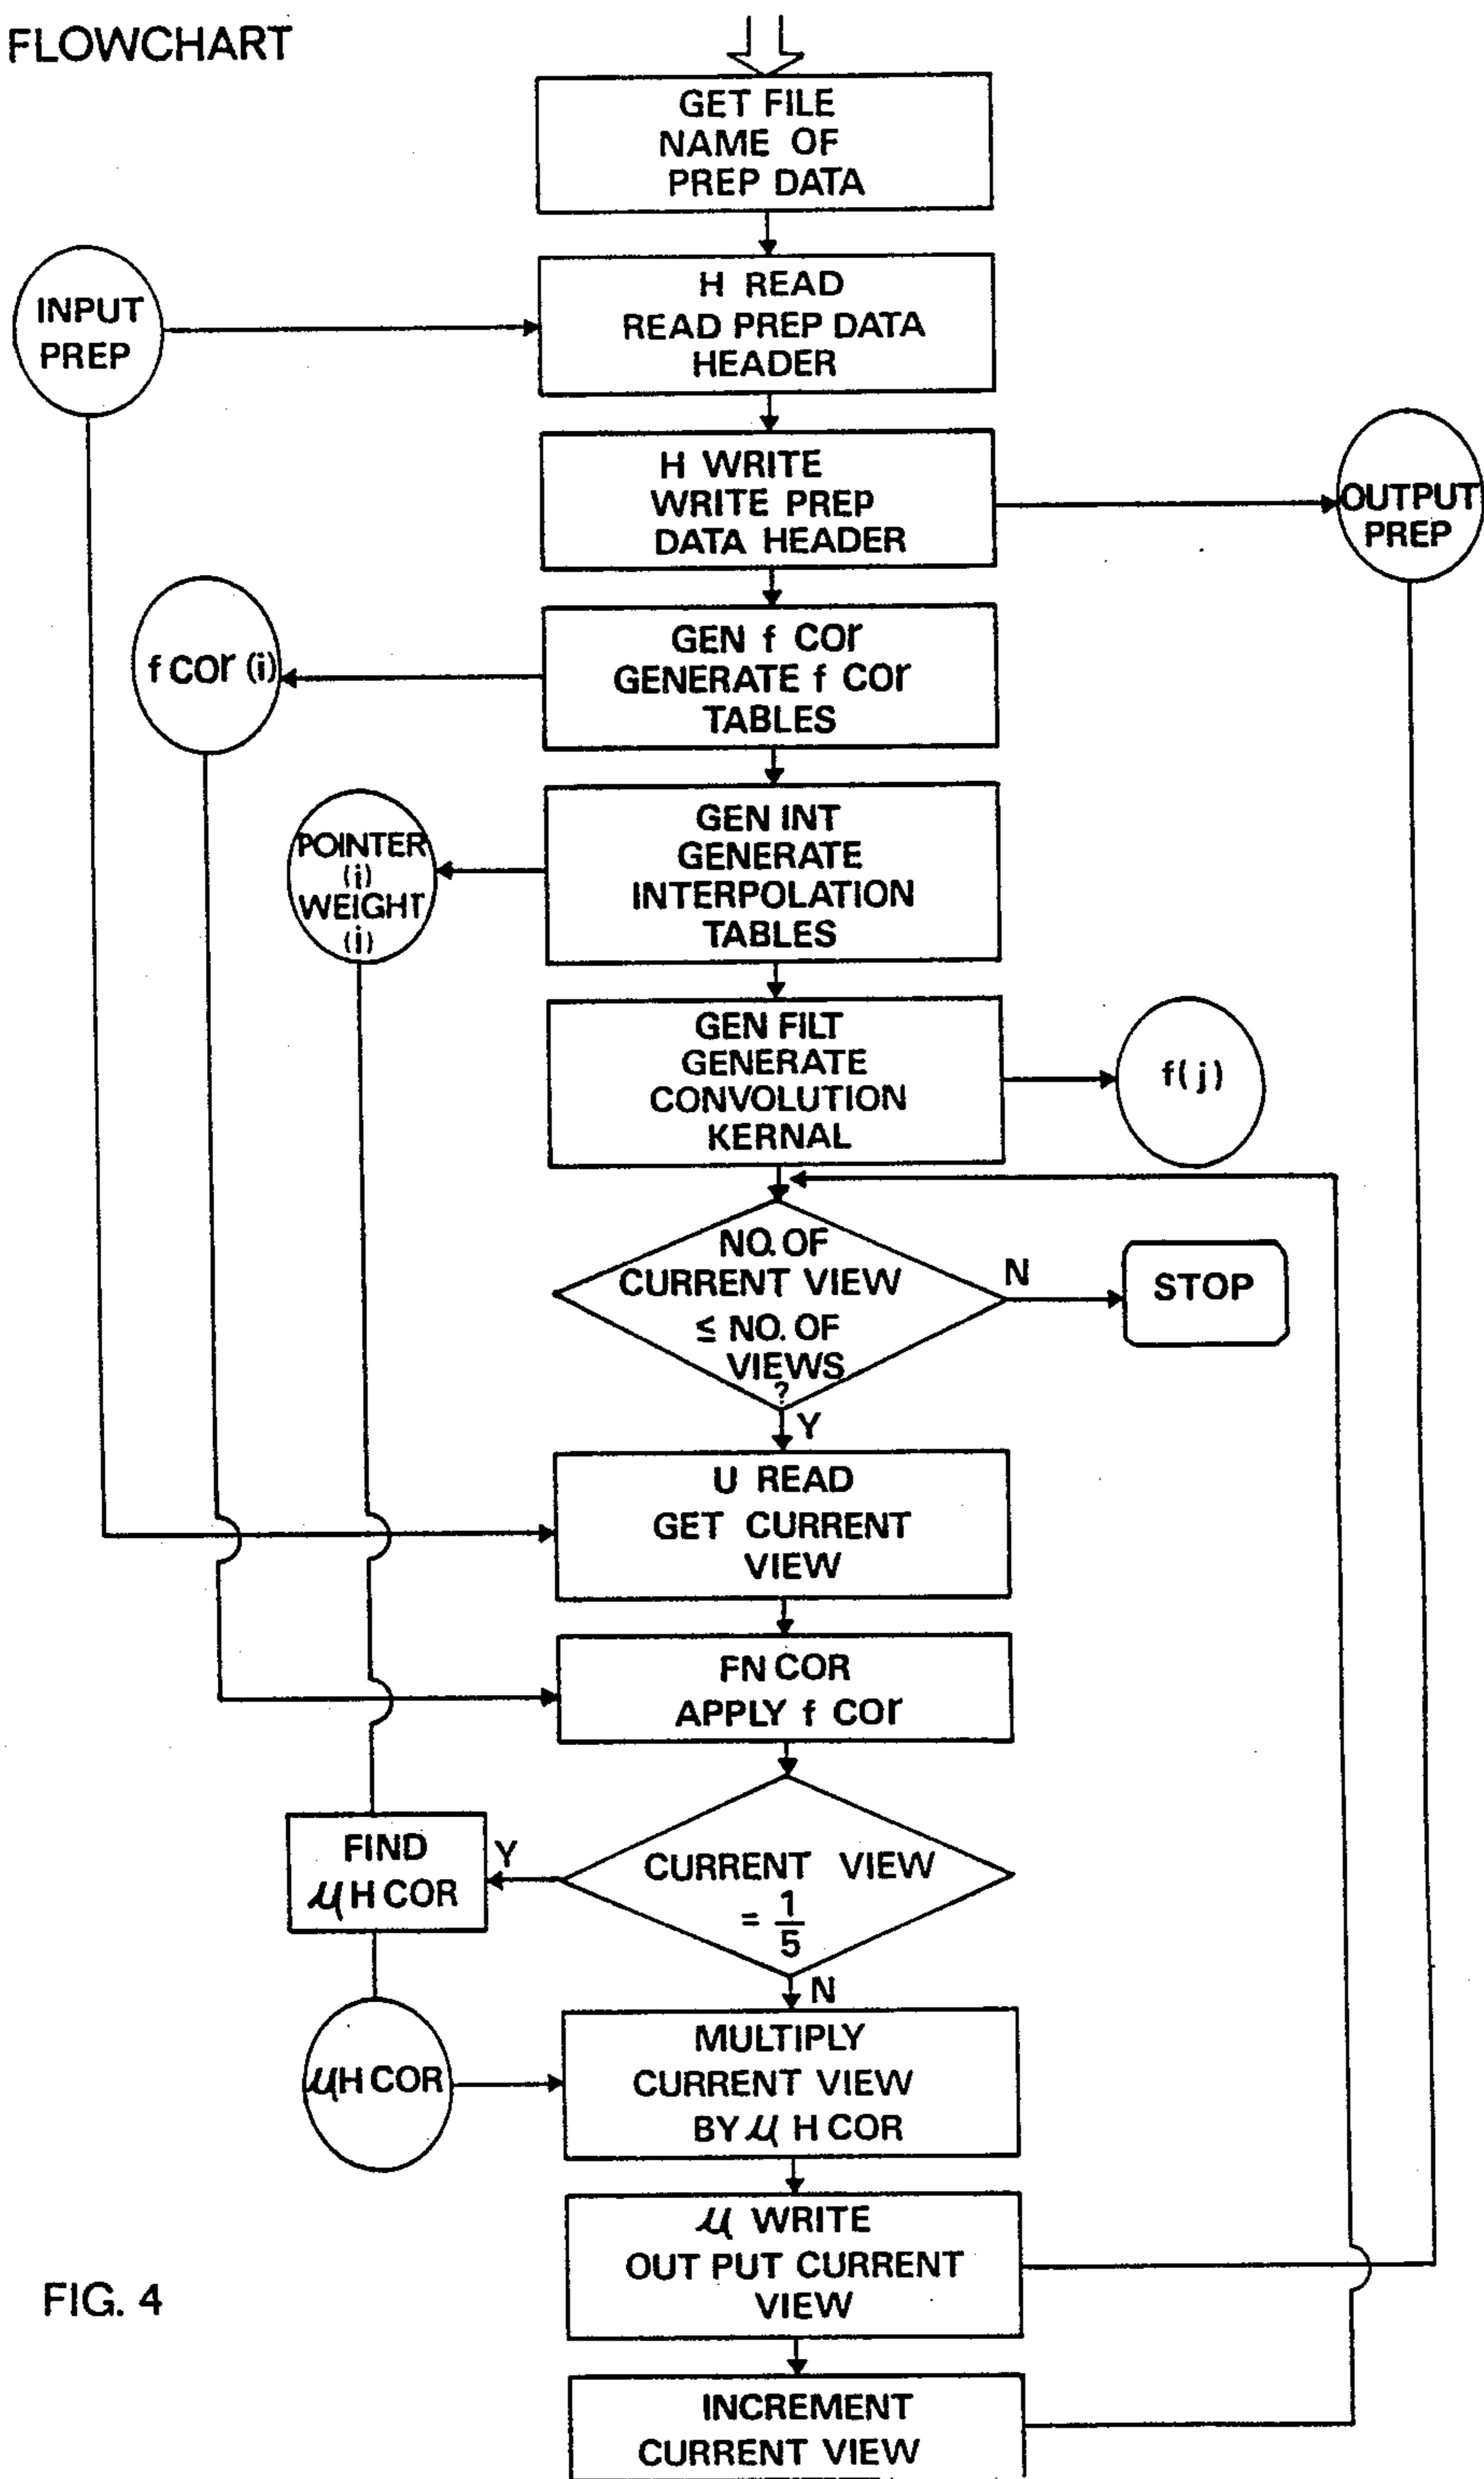 FLOWCHART
GET FILE
NAME OF
PREP DATA
INPUT
PREP
H READ
READ PREP DATA
HEADER
H WRITE
WRITE PREP
DATA HEADER
OUTPUT
PREP
f cor (i)
GEN f cor
GENERATE f cor
TABLES
POINTER
(i)
WEIGHT
(i)
GEN INT
GENERATE
INTERPOLATION
TABLES
GEN FILT
GENERATE
CONVOLUTION
KERNAL
f(j)
NO. OF
CURRENT VIEW
≤ NO. OF
VIEWS
?
N
STOP
Y
U READ
GET CURRENT
VIEW
FN COR
APPLY f cor
FIND
μH COR
Y
CURRENT VIEW
= 1/5
N
μH COR
MULTIPLY
CURRENT VIEW
BY μ H COR
μ WRITE
OUT PUT CURRENT
VIEW
FIG. 4
INCREMENT
CURRENT VIEW